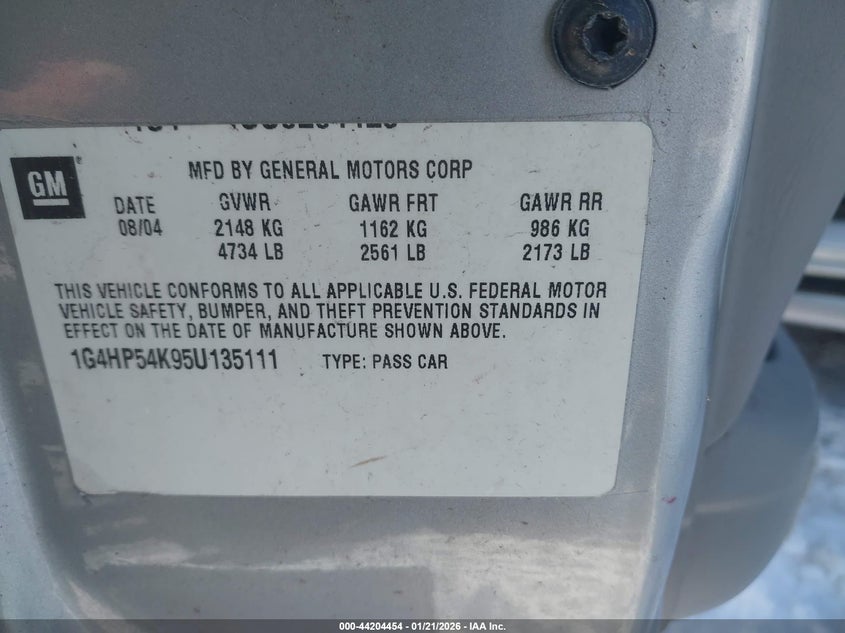 GM
MFD BY GENERAL MOTORS CORP
DATE GVWR GAWR FRT GAWR RR
08/04 2148 KG 1162 KG 986 KG
4734 LB 2561 LB 2173 LB
THIS VEHICLE CONFORMS TO ALL APPLICABLE U.S. FEDERAL MOTOR
VEHICLE SAFETY, BUMPER, AND THEFT PREVENTION STANDARDS IN
EFFECT ON THE DATE OF MANUFACTURE SHOWN ABOVE.
1G4HP54K95U135111 TYPE: PASS CAR
000-44204454 - 01/21/2026 - IAA Inc.